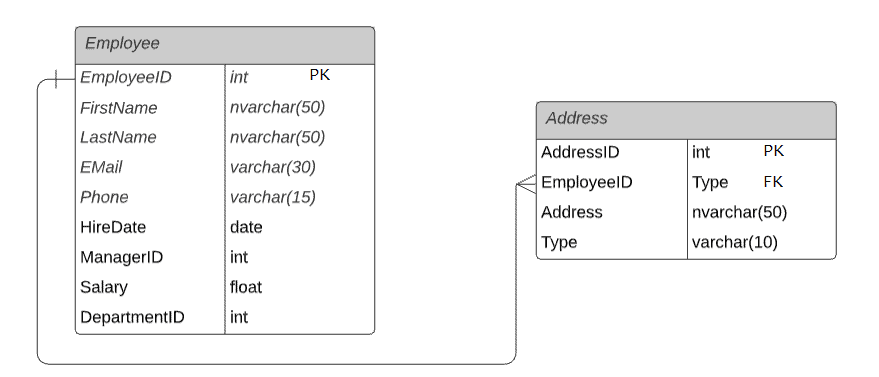 Employee
EmployeeID int PK
FirstName nvarchar(50)
LastName nvarchar(50)
EMail varchar(30)
Phone varchar(15)
HireDate date
ManagerID int
Salary float
DepartmentID int
Address
AddressID int PK
EmployeeID Type FK
Address nvarchar(50)
Type varchar(10)